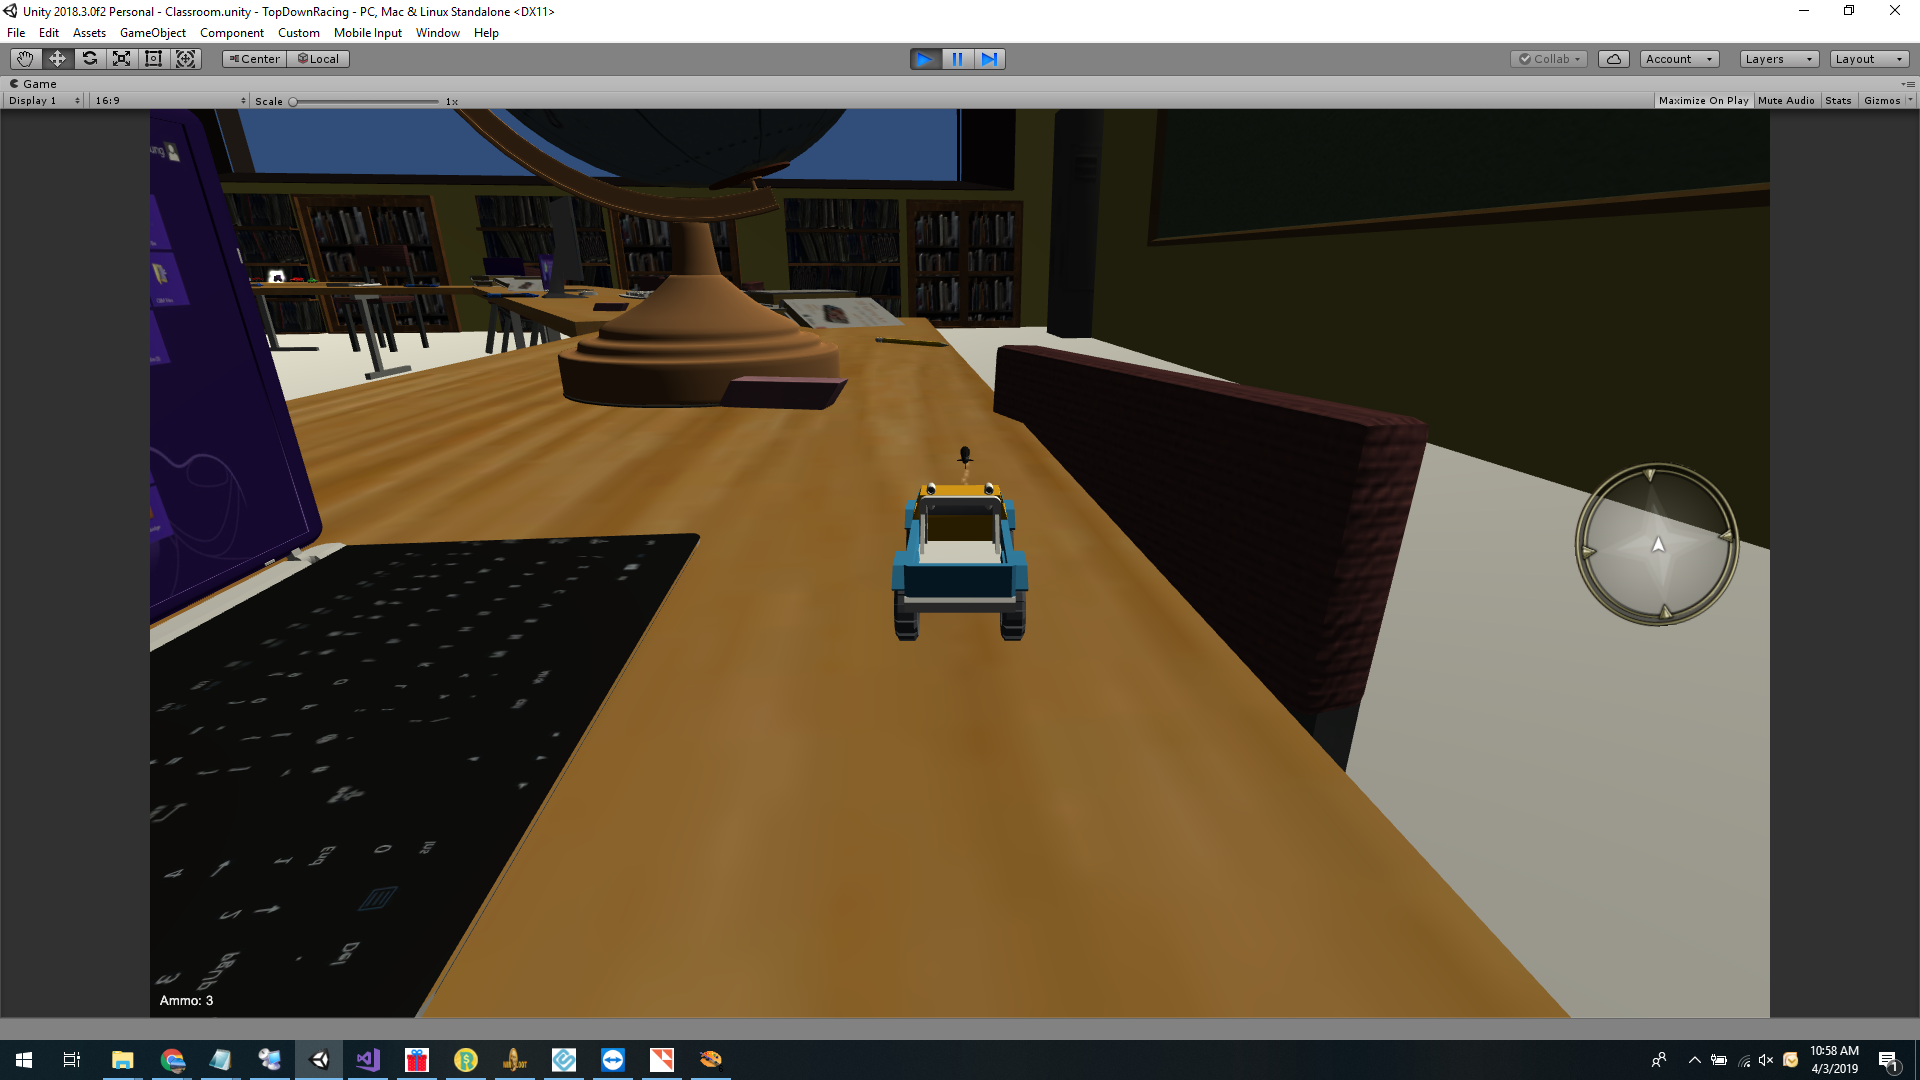 Unity 2018.3.0f2 Personal - Classroom.unity - TopDownRacing - PC, Mac & Linux Standalone <DX11>
File Edit Assets GameObject Component Custom Mobile Input Window Help
Center Local Collab Account Layers Layout
Game
Display 1 16:9 Scale 1x Maximize On Play Mute Audio Stats Gizmos
Del
Ammo: 3
10:58 AM
4/3/2019
1